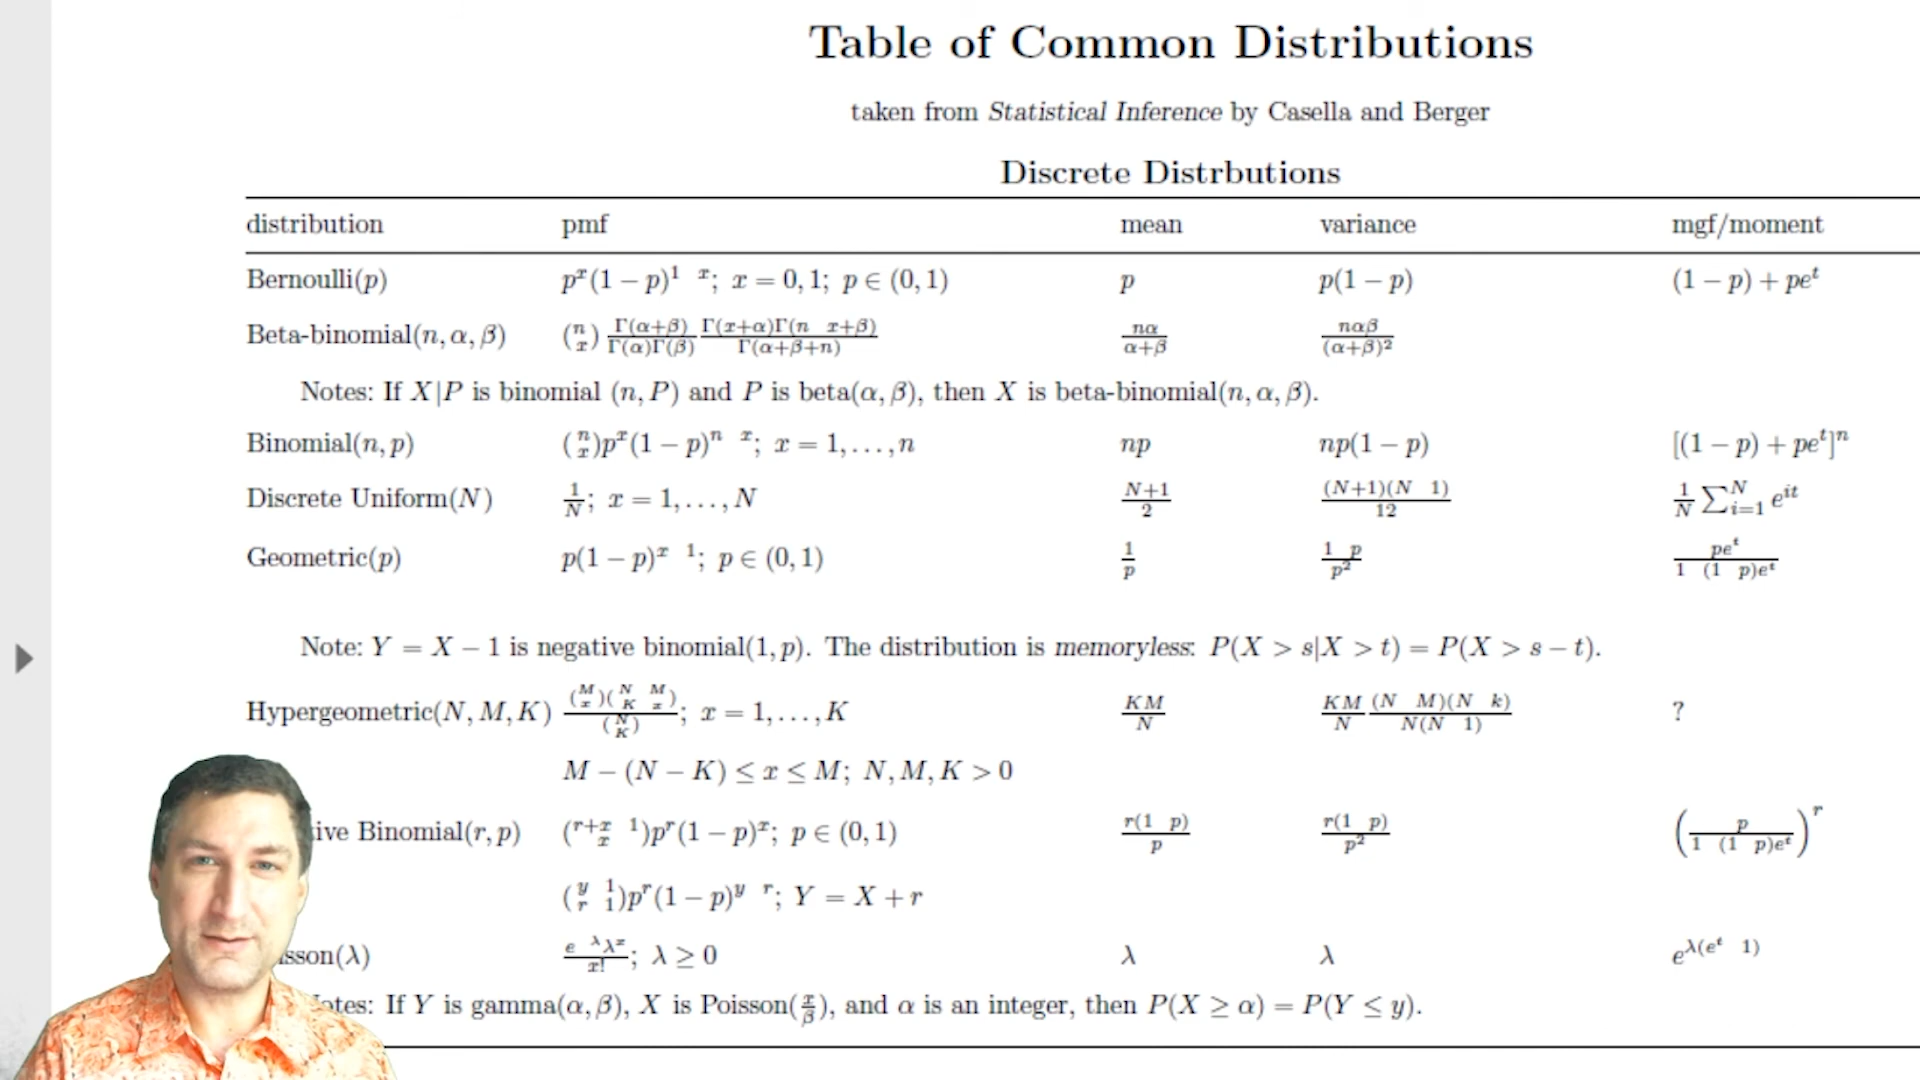 Table of Common Distributions
taken from Statistical Inference by Casella and Berger
Discrete Distrbutions
distribution pmf mean variance mgf/moment
Bernoulli(p) p^x(1 − p)^{1 x}; x = 0, 1; p ∈ (0, 1) p p(1 − p) (1 − p) + pe^t
Beta-binomial(n, α, β) (n x) Γ(α+β)/Γ(α)Γ(β) Γ(x+α)Γ(n x+β)/Γ(α+β+n) nα/α+β nαβ/(α+β)^2
Notes: If X|P is binomial (n, P) and P is beta(α, β), then X is beta-binomial(n, α, β).
Binomial(n, p) (n x)p^x(1 − p)^{n x}; x = 1, . . . , n np np(1 − p) [(1 − p) + pe^t]^n
Discrete Uniform(N) 1/N; x = 1, . . . , N N+1/2 (N+1)(N 1)/12 1/N ∑_{i=1}^N e^{it}
Geometric(p) p(1 − p)^{x 1}; p ∈ (0, 1) 1/p 1 p/p^2 pe^t/1 (1 p)e^t
Note: Y = X − 1 is negative binomial(1, p). The distribution is memoryless: P(X > s|X > t) = P(X > s − t).
Hypergeometric(N, M, K) (M x)(N M K x)/(N K); x = 1, . . . , K KM/N KM/N (N M)(N k)/N(N 1) ?
M − (N − K) ≤ x ≤ M; N, M, K > 0
ive Binomial(r, p) (r+x 1 x)p^r(1 − p)^x; p ∈ (0, 1) r(1 p)/p r(1 p)/p^2 (p/1 (1 p)e^t)^r
(y 1 r 1)p^r(1 − p)^{y r}; Y = X + r
sson(λ) e^λ λ^x/x!; λ ≥ 0 λ λ e^{λ(e^t 1)}
otes: If Y is gamma(α, β), X is Poisson(x/β), and α is an integer, then P(X ≥ α) = P(Y ≤ y).